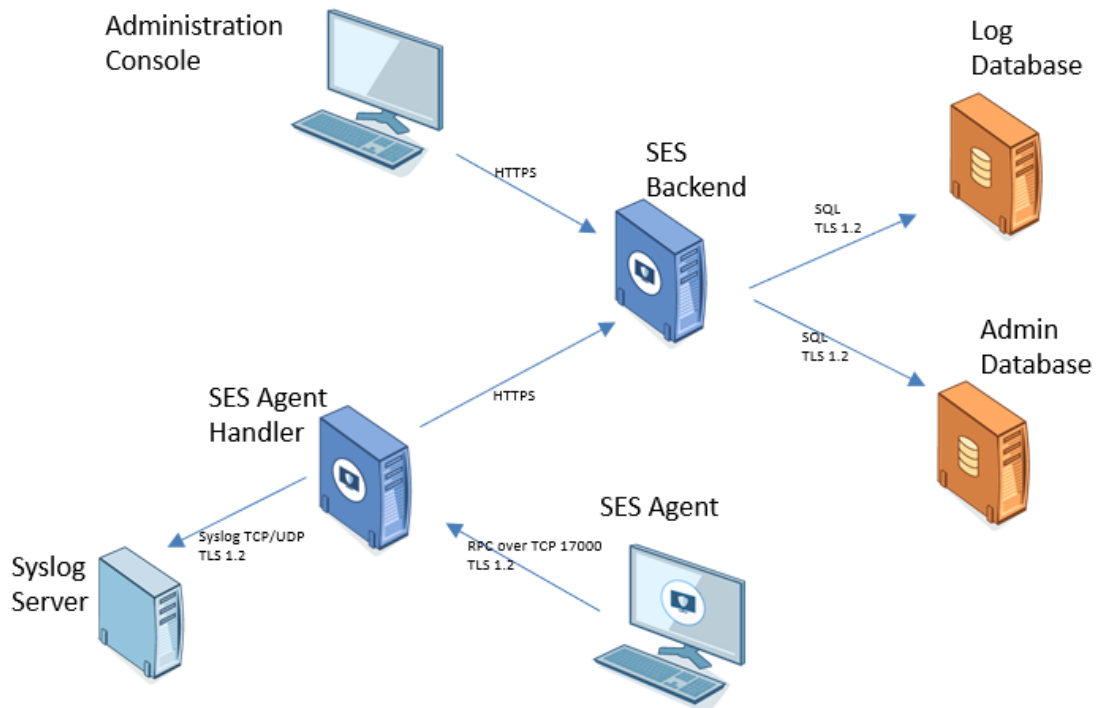 Administration
Console
Log
Database
SES
Backend
HTTPS
SQL
TLS 1.2
SQL
TLS 1.2
Admin
Database
SES Agent
Handler
HTTPS
SES Agent
Syslog TCP/UDP
TLS 1.2
RPC over TCP 17000
TLS 1.2
Syslog
Server